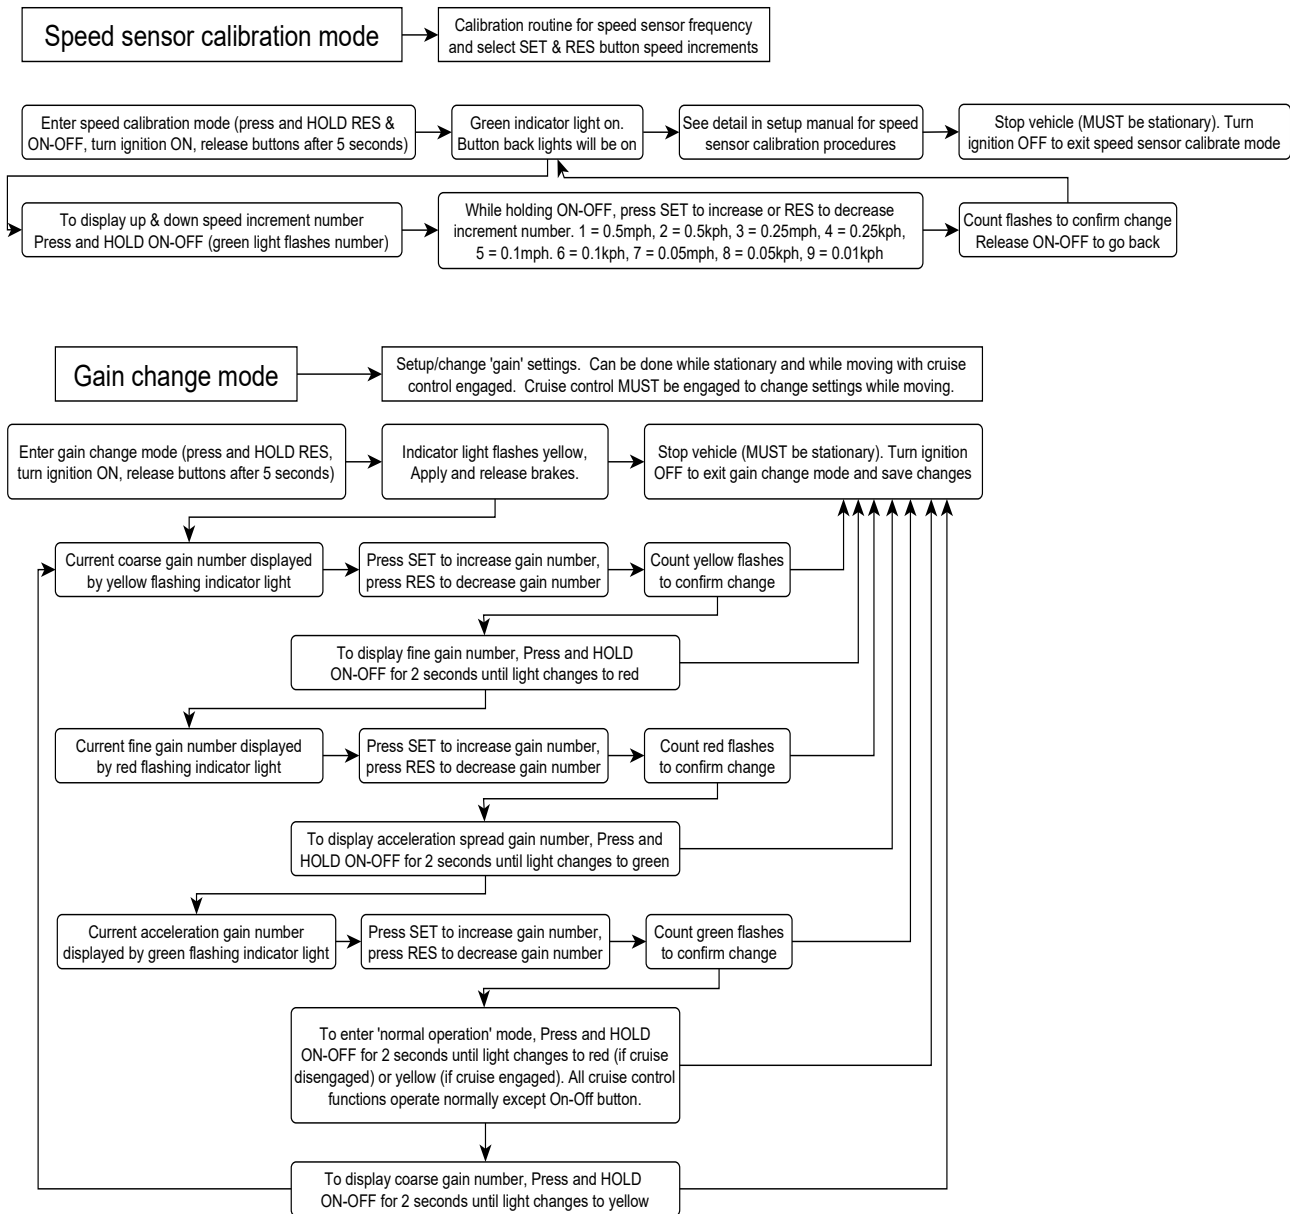 Speed sensor calibration mode
Calibration routine for speed sensor frequency
and select SET & RES button speed increments
Enter speed calibration mode (press and HOLD RES &
ON-OFF, turn ignition ON, release buttons after 5 seconds)
Green indicator light on.
Button back lights will be on
See detail in setup manual for speed
sensor calibration procedures
Stop vehicle (MUST be stationary). Turn
ignition OFF to exit speed sensor calibrate mode
To display up & down speed increment number
Press and HOLD ON-OFF (green light flashes number)
While holding ON-OFF, press SET to increase or RES to decrease
increment number. 1 = 0.5mph, 2 = 0.5kph, 3 = 0.25mph, 4 = 0.25kph,
5 = 0.1mph. 6 = 0.1kph, 7 = 0.05mph, 8 = 0.05kph, 9 = 0.01kph
Count flashes to confirm change
Release ON-OFF to go back
Gain change mode
Setup/change 'gain' settings. Can be done while stationary and while moving with cruise
control engaged. Cruise control MUST be engaged to change settings while moving.
Enter gain change mode (press and HOLD RES,
turn ignition ON, release buttons after 5 seconds)
Indicator light flashes yellow,
Apply and release brakes.
Stop vehicle (MUST be stationary). Turn ignition
OFF to exit gain change mode and save changes
Current coarse gain number displayed
by yellow flashing indicator light
Press SET to increase gain number,
press RES to decrease gain number
Count yellow flashes
to confirm change
To display fine gain number, Press and HOLD
ON-OFF for 2 seconds until light changes to red
Current fine gain number displayed
by red flashing indicator light
Press SET to increase gain number,
press RES to decrease gain number
Count red flashes
to confirm change
To display acceleration spread gain number, Press and
HOLD ON-OFF for 2 seconds until light changes to green
Current acceleration gain number
displayed by green flashing indicator light
Press SET to increase gain number,
press RES to decrease gain number
Count green flashes
to confirm change
To enter 'normal operation' mode, Press and HOLD
ON-OFF for 2 seconds until light changes to red (if cruise
disengaged) or yellow (if cruise engaged). All cruise control
functions operate normally except On-Off button.
To display coarse gain number, Press and HOLD
ON-OFF for 2 seconds until light changes to yellow